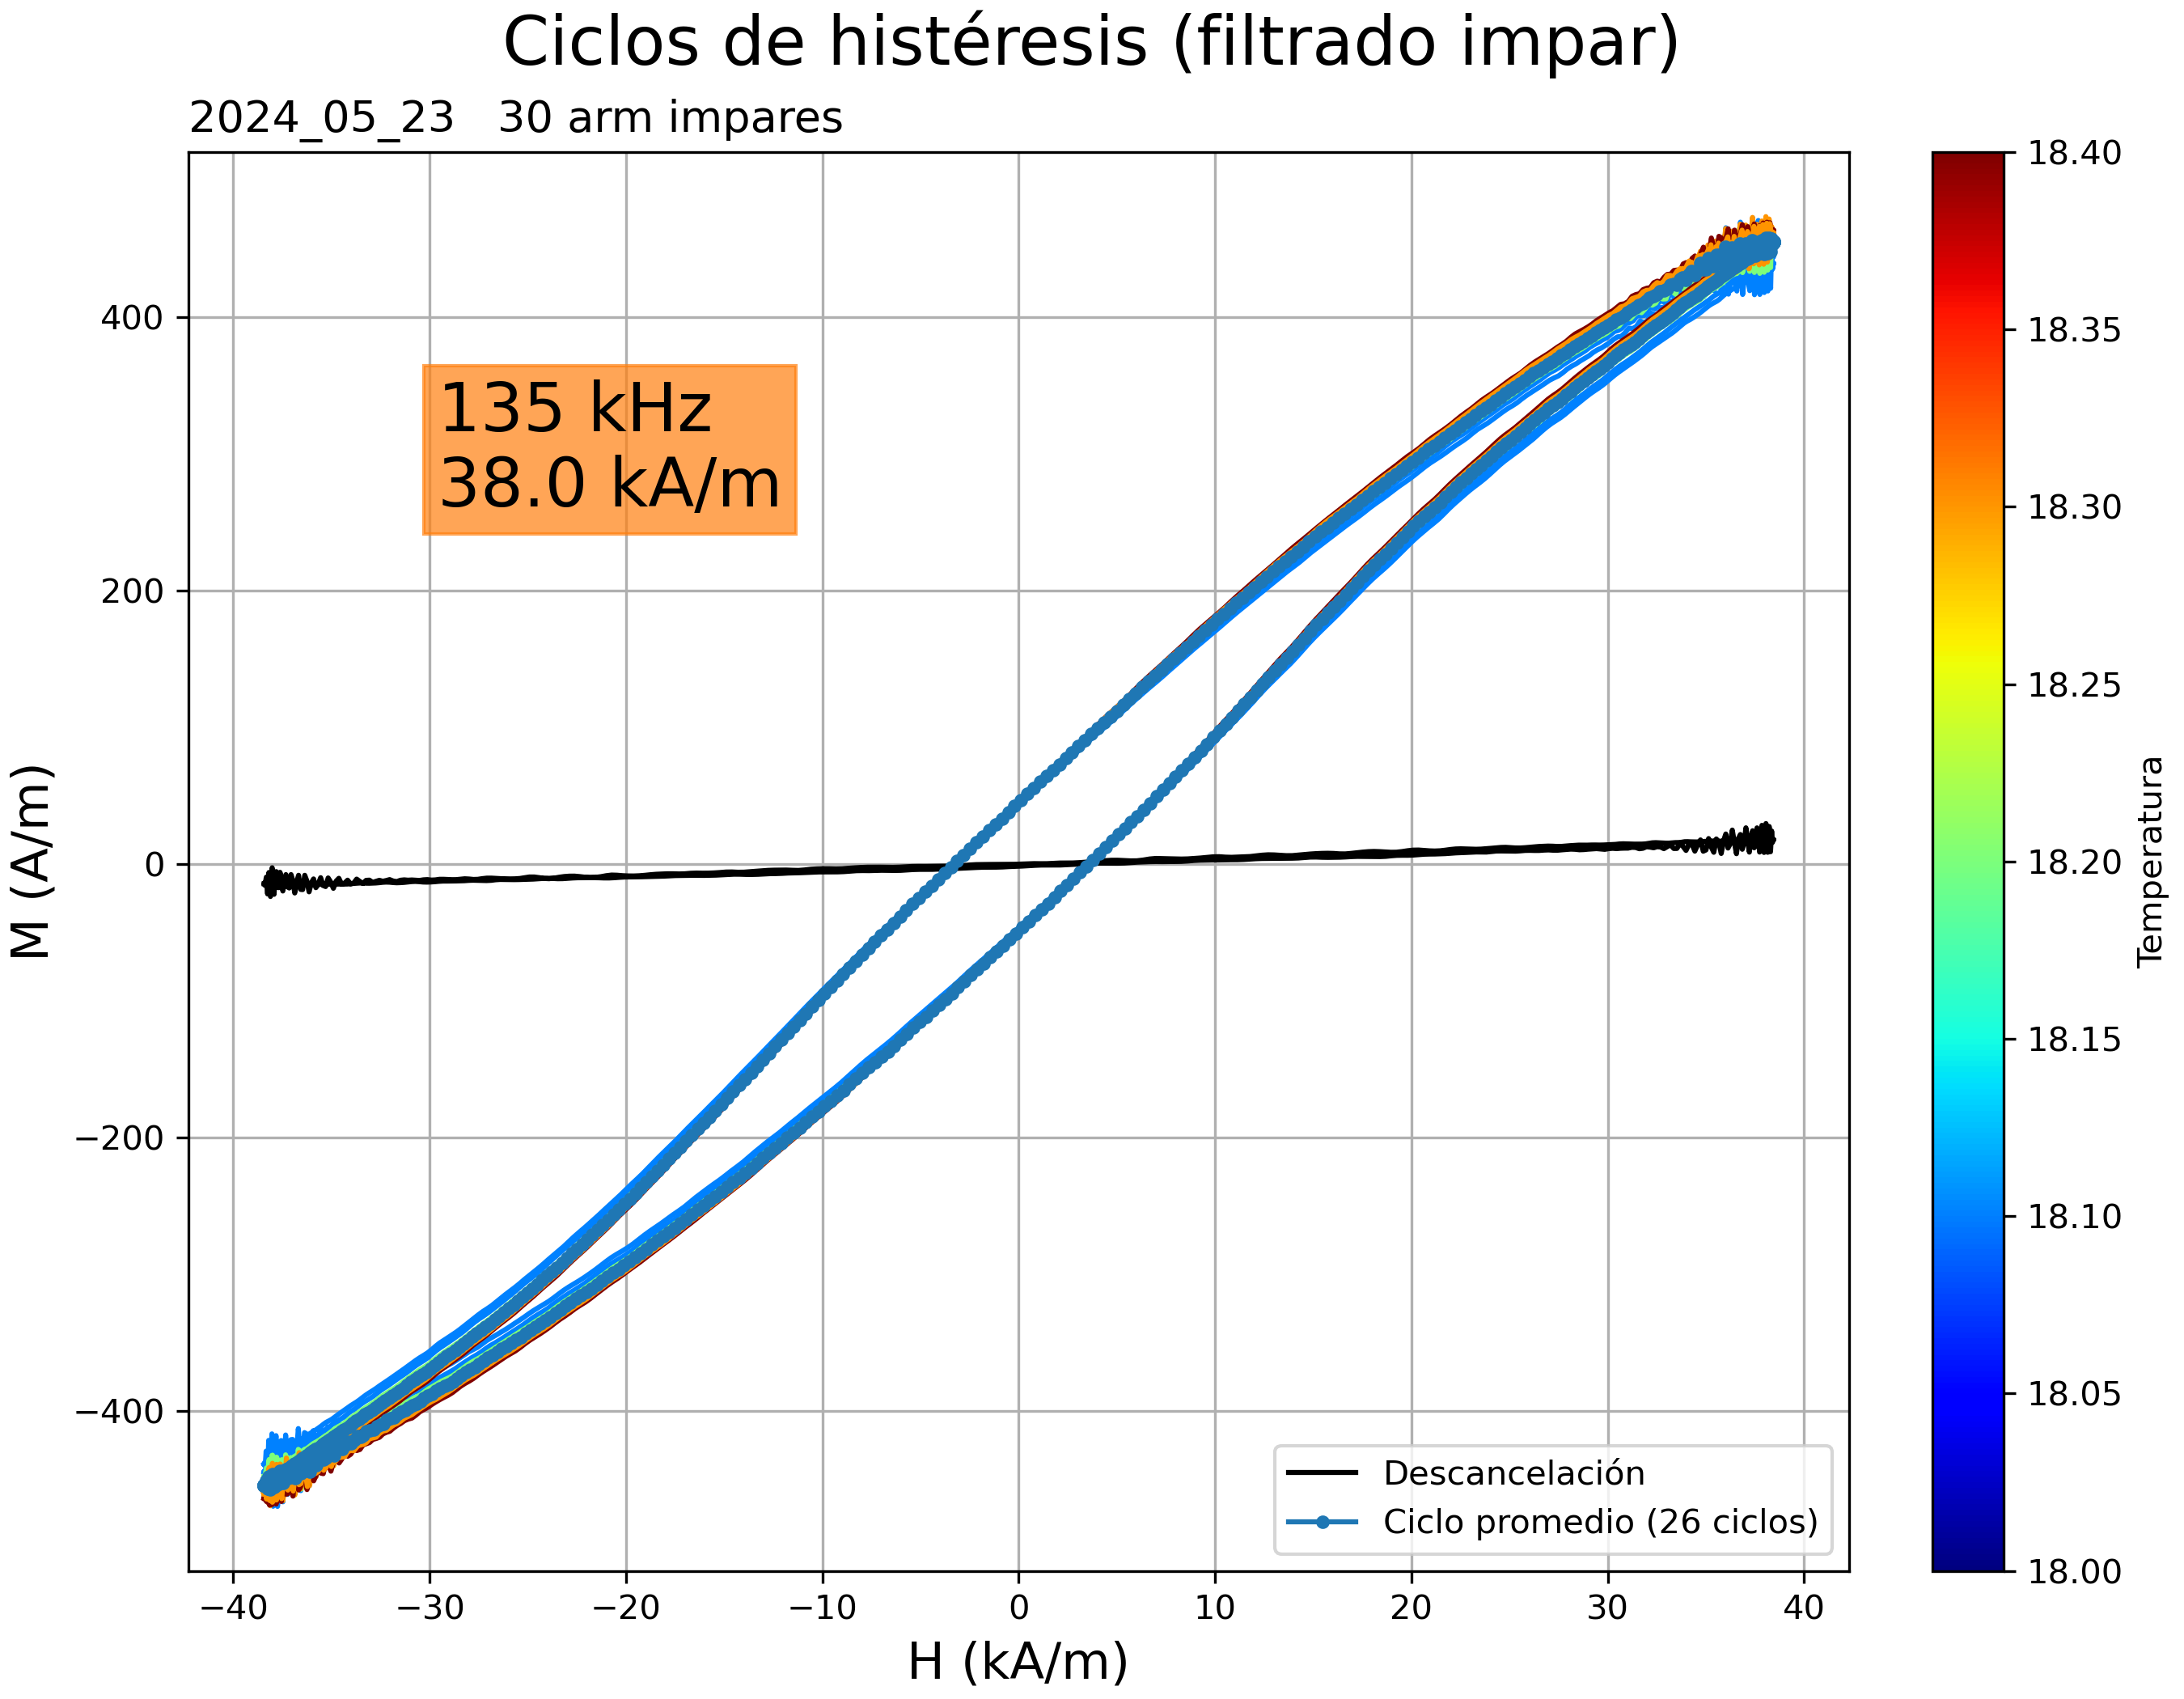 Ciclos de histéresis (filtrado impar)
2024_05_23 30 arm impares
135 kHz
38.0 kA/m
M (A/m)
400
200
0
−200
−400
−40 −30 −20 −10 0 10 20 30 40
H (kA/m)
Descancelación
Ciclo promedio (26 ciclos)
18.40
18.35
18.30
18.25
18.20
18.15
18.10
18.05
18.00
Temperatura